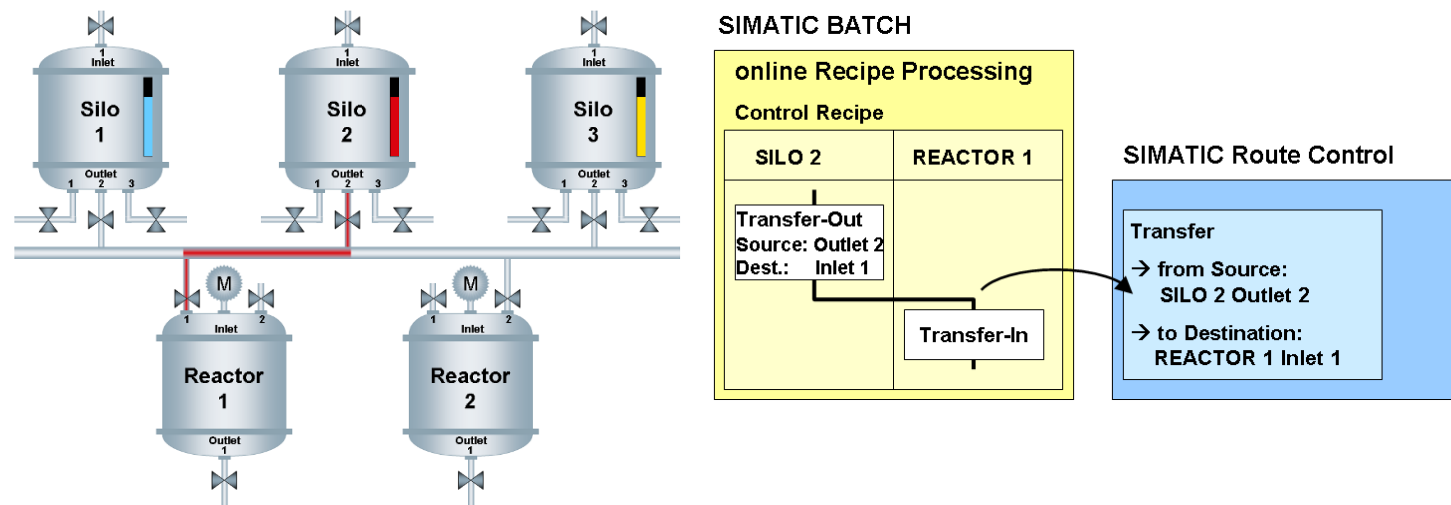 1
Inlet
Silo
1
Outlet
1 2 3
1
Inlet
Silo
2
Outlet
1 2 3
1
Inlet
Silo
3
Outlet
1 2 3
M
1 2
Inlet
Reactor
1
Outlet
1
M
1 2
Inlet
Reactor
2
Outlet
1
SIMATIC BATCH
online Recipe Processing
Control Recipe
SILO 2
REACTOR 1
Transfer-Out
Source: Outlet 2
Dest.: Inlet 1
Transfer-In
SIMATIC Route Control
Transfer
→ from Source:
SILO 2 Outlet 2
→ to Destination:
REACTOR 1 Inlet 1